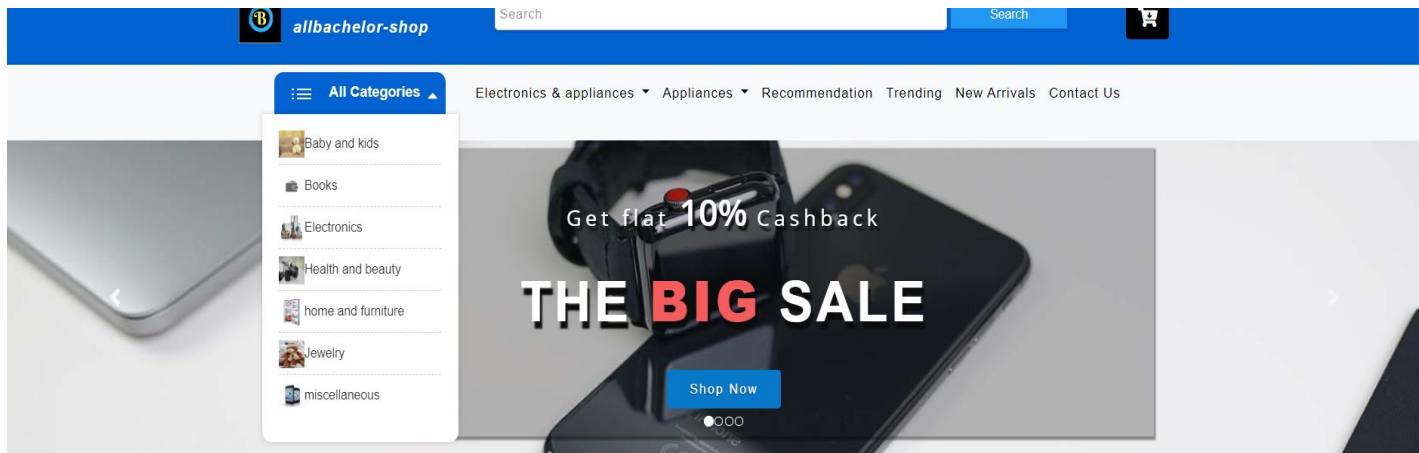 B
allbachelor-shop
Search
Search
All Categories
Electronics & appliances
Appliances
Recommendation
Trending
New Arrivals
Contact Us
Baby and kids
Books
Electronics
Health and beauty
home and furniture
Jewelry
miscellaneous
Get flat 10% Cashback
THE BIG SALE
Shop Now